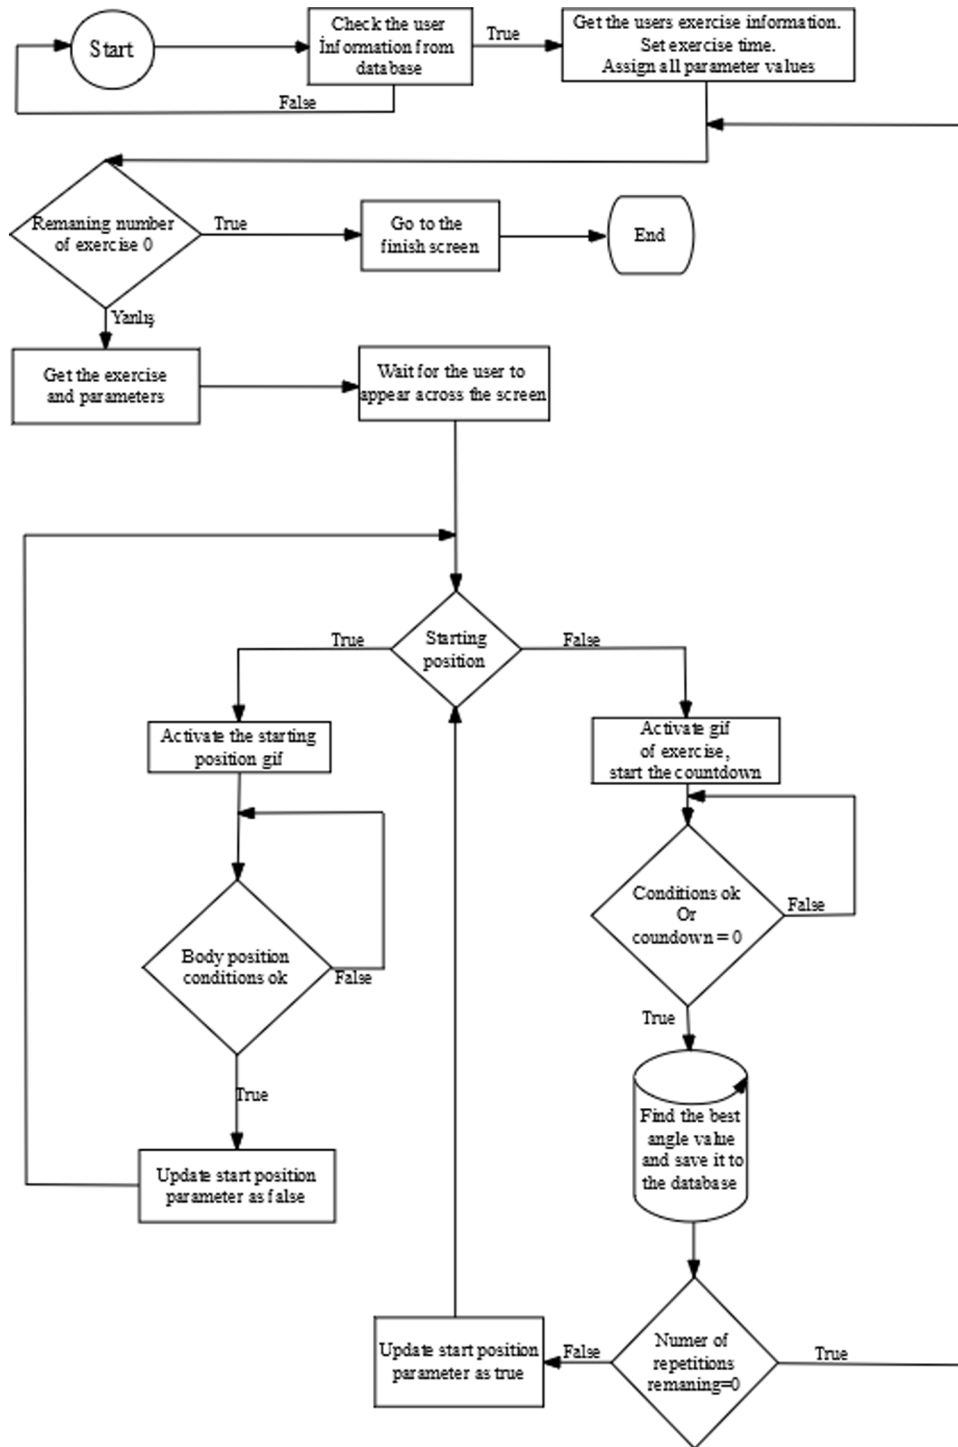 Start
Check the user
İnformation from
database
True
Get the users exercise information.
Set exercise time.
Assign all parameter values
False
Remaning number
of exercise 0
True
Go to the
finish screen
End
Yanlış
Get the exercise
and parameters
Wait for the user to
appear across the screen
True
Starting
position
False
Activate the starting
position gif
Activate gif
of exercise,
start the countdown
Conditions ok
Or
coundown = 0
False
Body position
conditions ok
False
True
True
Find the best
angle value
and save it to
the database
Update start position
parameter as false
Update start position
parameter as true
False
Numer of
repetitions
remaning=0
True